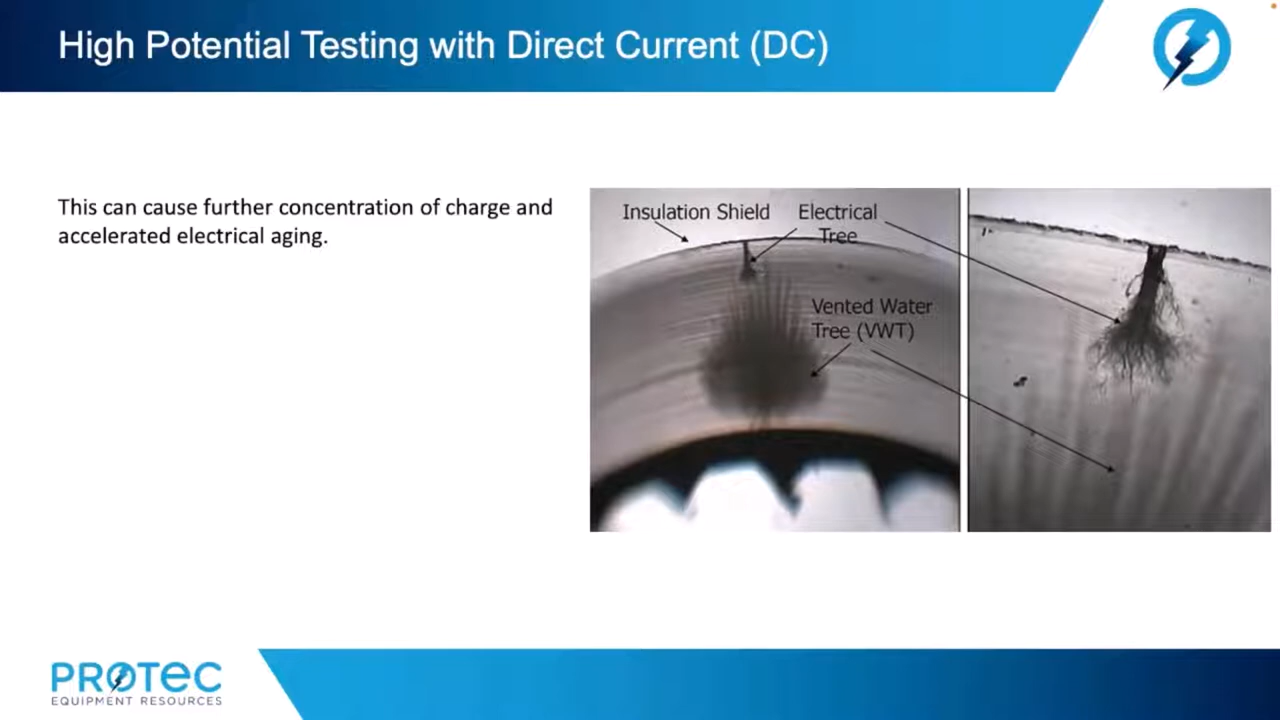 High Potential Testing with Direct Current (DC)
This can cause further concentration of charge and
accelerated electrical aging.
Insulation Shield
Electrical
Tree
Vented Water
Tree (VWT)
PROTEC
EQUIPMENT RESOURCES